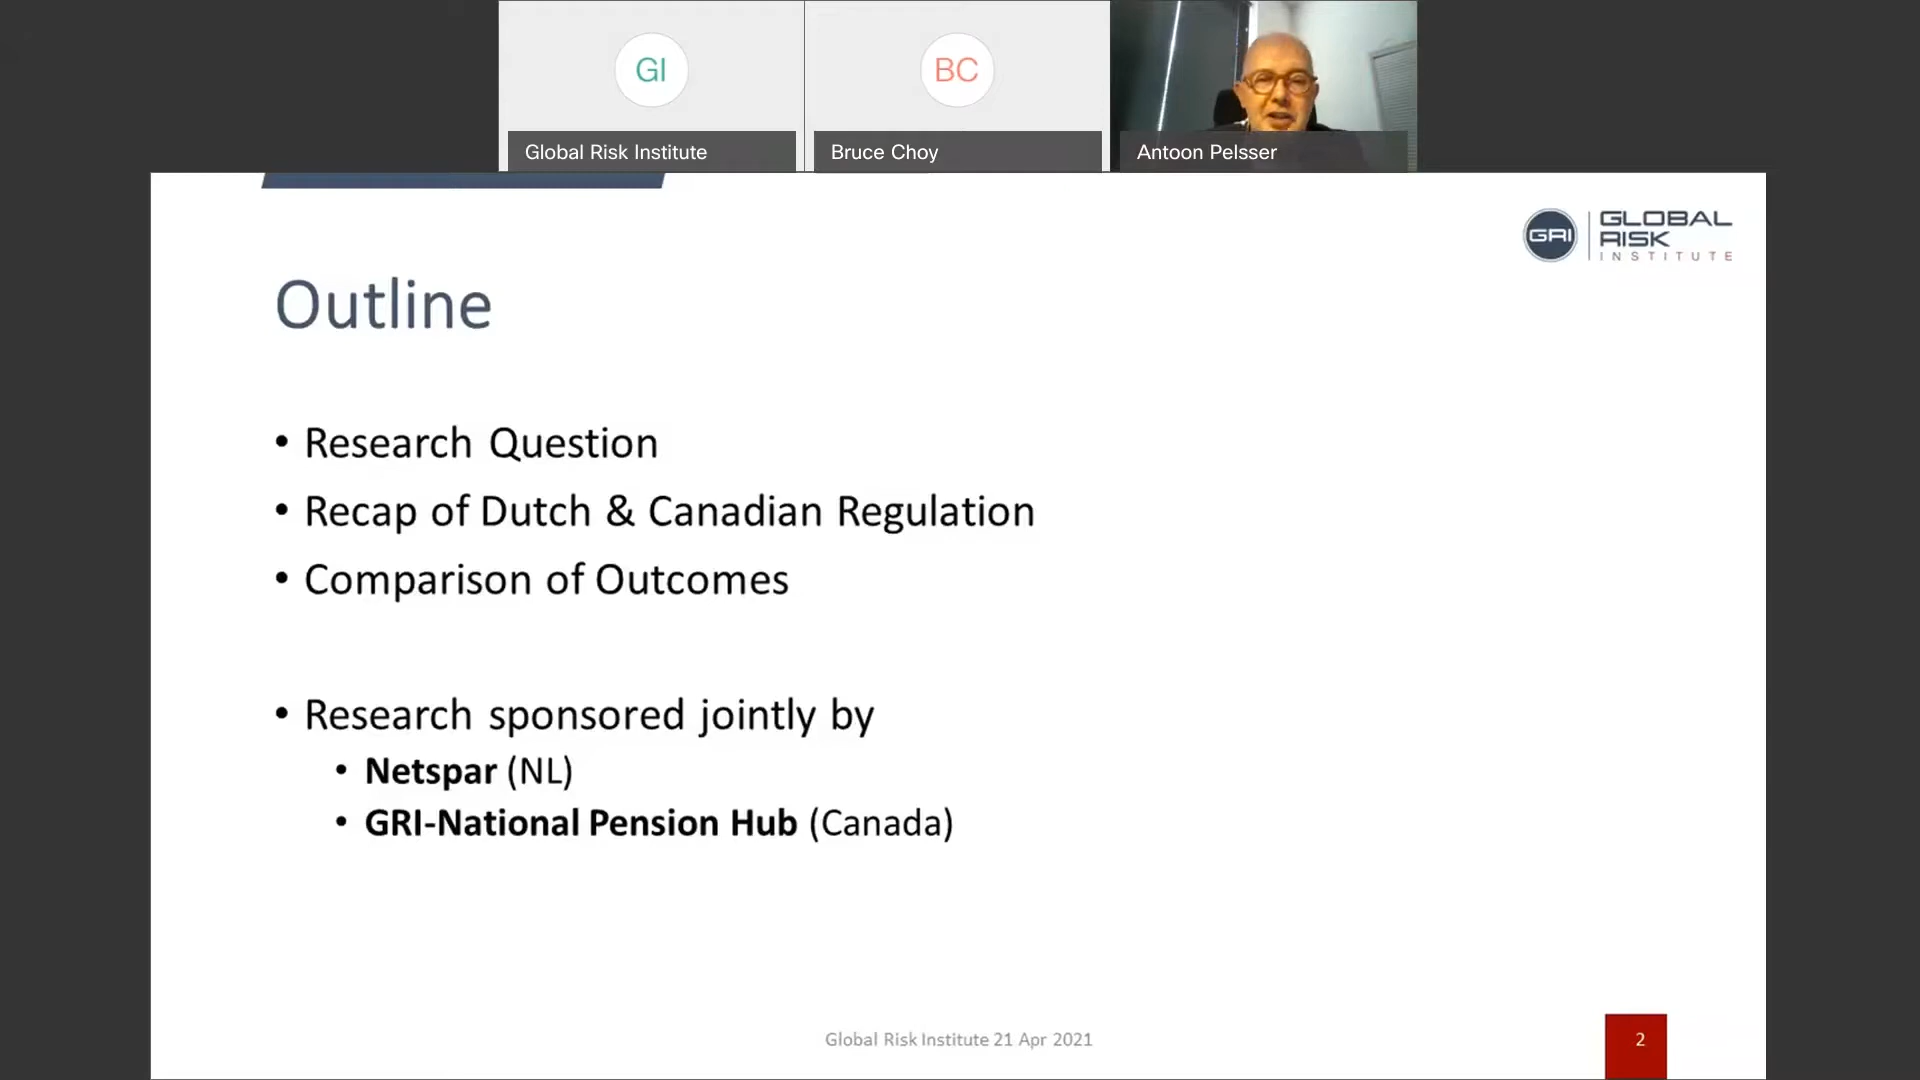 GI
BC
Global Risk Institute
Bruce Choy
Antoon Pelsser
GRI
GLOBAL
RISK
INSTITUTE
Outline
• Research Question
• Recap of Dutch & Canadian Regulation
• Comparison of Outcomes
• Research sponsored jointly by
• Netspar (NL)
• GRI-National Pension Hub (Canada)
Global Risk Institute 21 Apr 2021
2